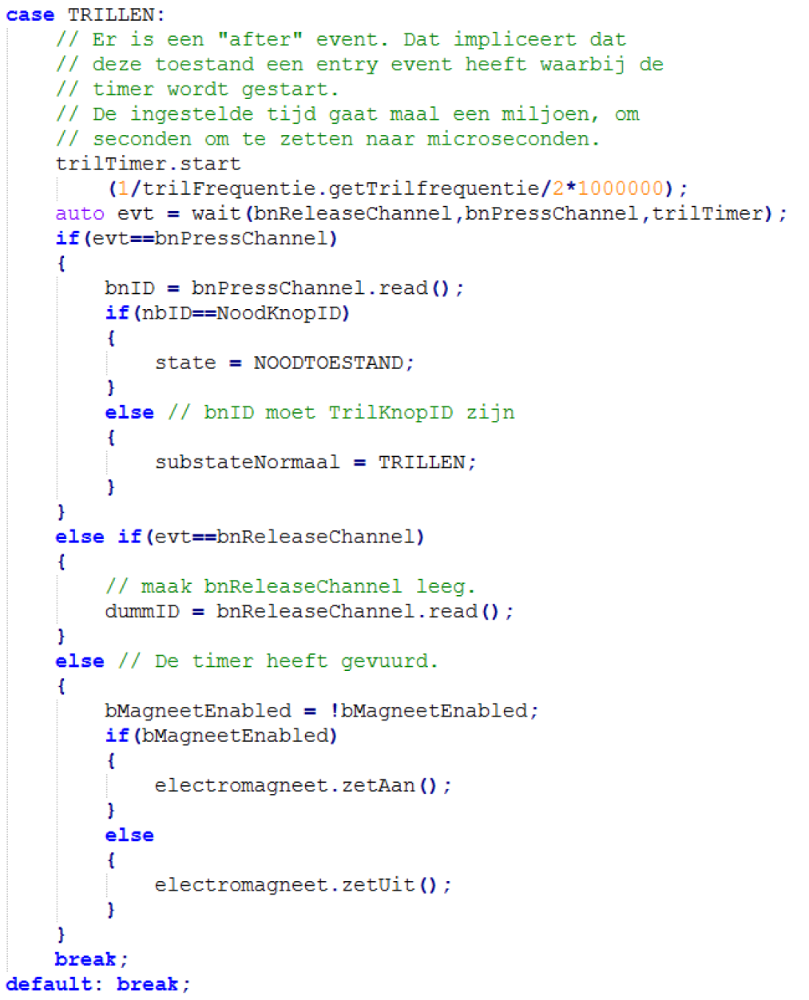 case TRILLEN:
    // Er is een "after" event. Dat impliceert dat
    // deze toestand een entry event heeft waarbij de
    // timer wordt gestart.
    // De ingestelde tijd gaat maal een miljoen, om
    // seconden om te zetten naar microseconden.
    trilTimer.start
        (1/trilFrequentie.getTrilfrequentie/2*1000000);
    auto evt = wait(bnReleaseChannel,bnPressChannel,trilTimer);
    if(evt==bnPressChannel)
    {
        bnID = bnPressChannel.read();
        if(nbID==NoodKnopID)
        {
            state = NOODTOESTAND;
        }
        else // bnID moet TrilKnopID zijn
        {
            substateNormaal = TRILLEN;
        }
    }
    else if(evt==bnReleaseChannel)
    {
        // maak bnReleaseChannel leeg.
        dummID = bnReleaseChannel.read();
    }
    else // De timer heeft gevuurd.
    {
        bMagneetEnabled = !bMagneetEnabled;
        if(bMagneetEnabled)
        {
            electromagneet.zetAan();
        }
        else
        {
            electromagneet.zetUit();
        }
    }
    break;
default: break;